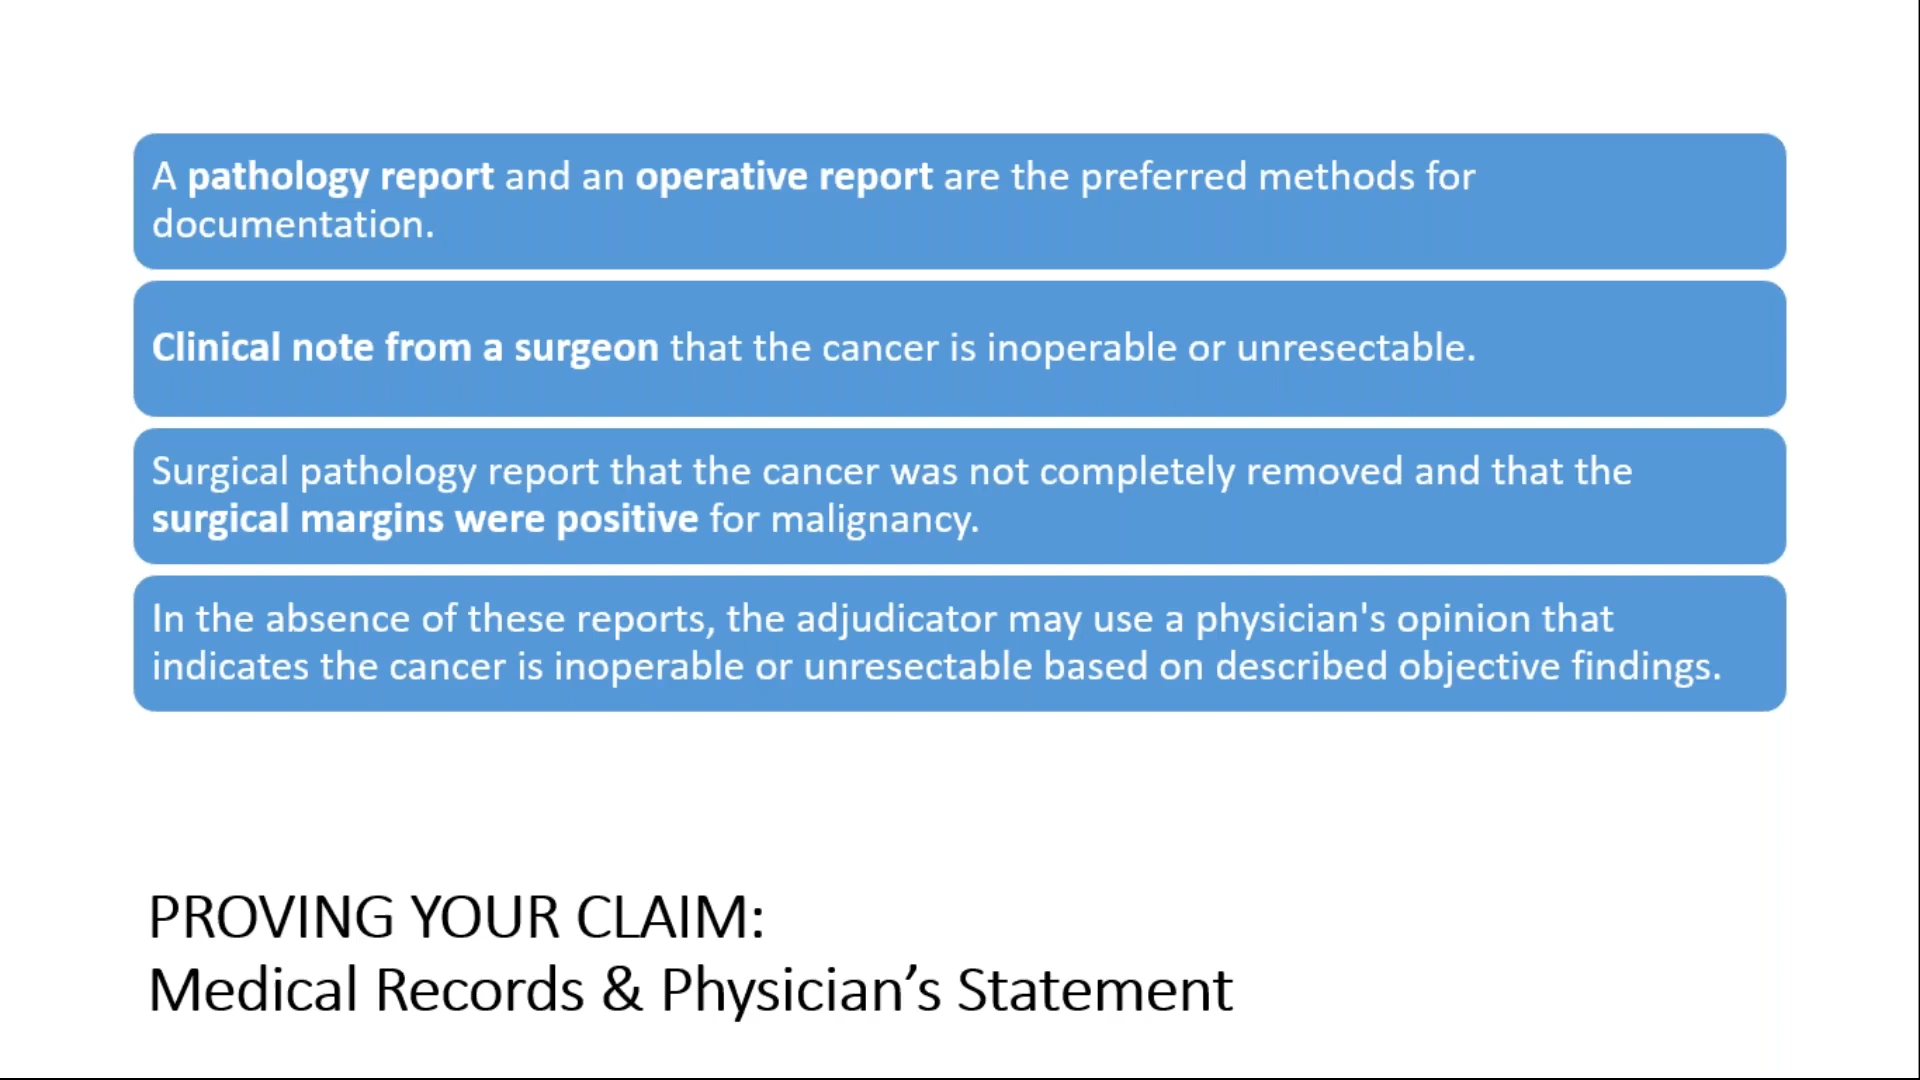 A pathology report and an operative report are the preferred methods for
documentation.
Clinical note from a surgeon that the cancer is inoperable or unresectable.
Surgical pathology report that the cancer was not completely removed and that the
surgical margins were positive for malignancy.
In the absence of these reports, the adjudicator may use a physician's opinion that
indicates the cancer is inoperable or unresectable based on described objective findings.
PROVING YOUR CLAIM:
Medical Records & Physician’s Statement